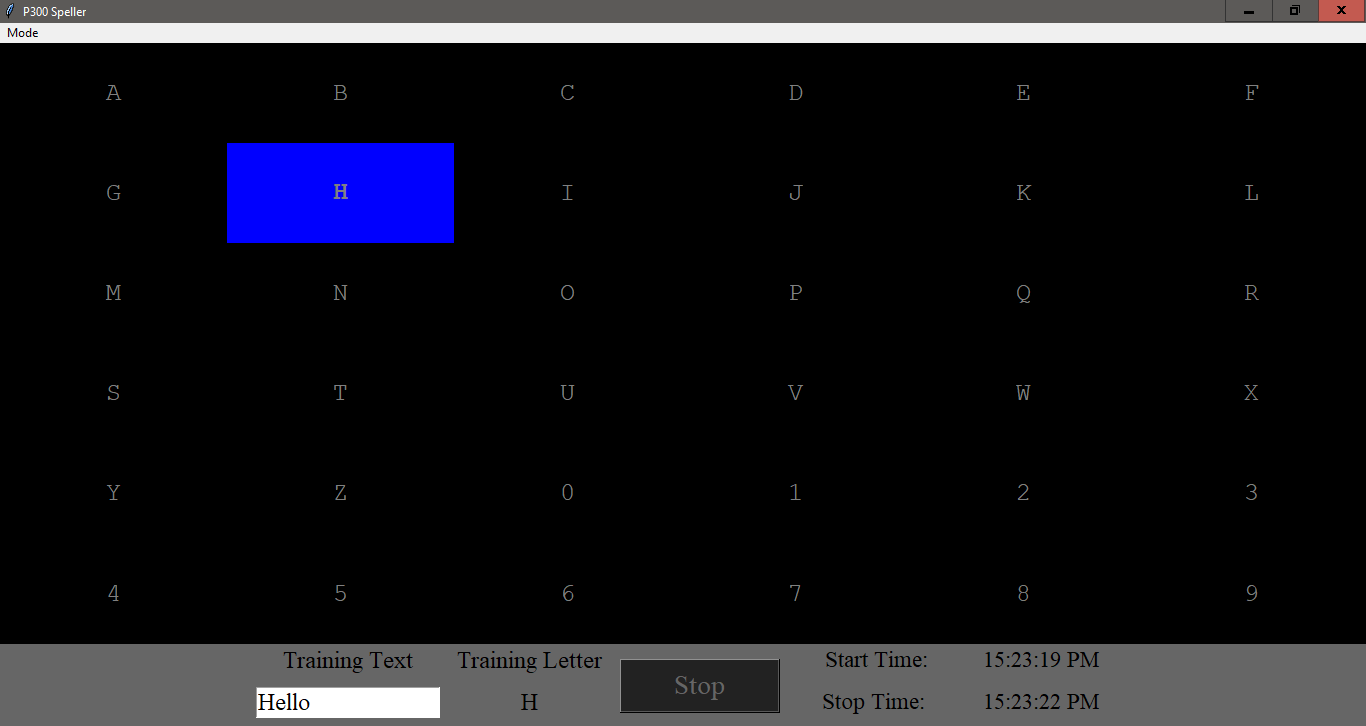 P300 Speller
Mode
A B C D E F
G H I J K L
M N O P Q R
S T U V W X
Y Z 0 1 2 3
4 5 6 7 8 9
Training Text Training Letter Stop Start Time: 15:23:19 PM
Hello H Stop Time: 15:23:22 PM